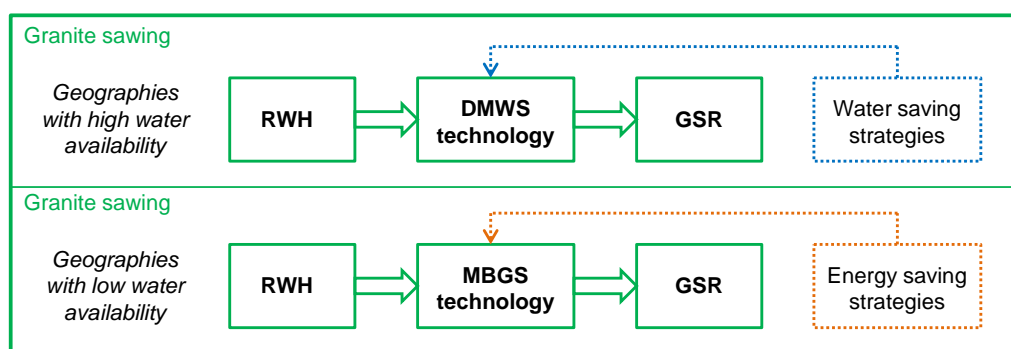 Granite sawing
Geographies
with high water
availability
RWH
DMWS
technology
GSR
Water saving
strategies
Granite sawing
Geographies
with low water
availability
RWH
MBGS
technology
GSR
Energy saving
strategies